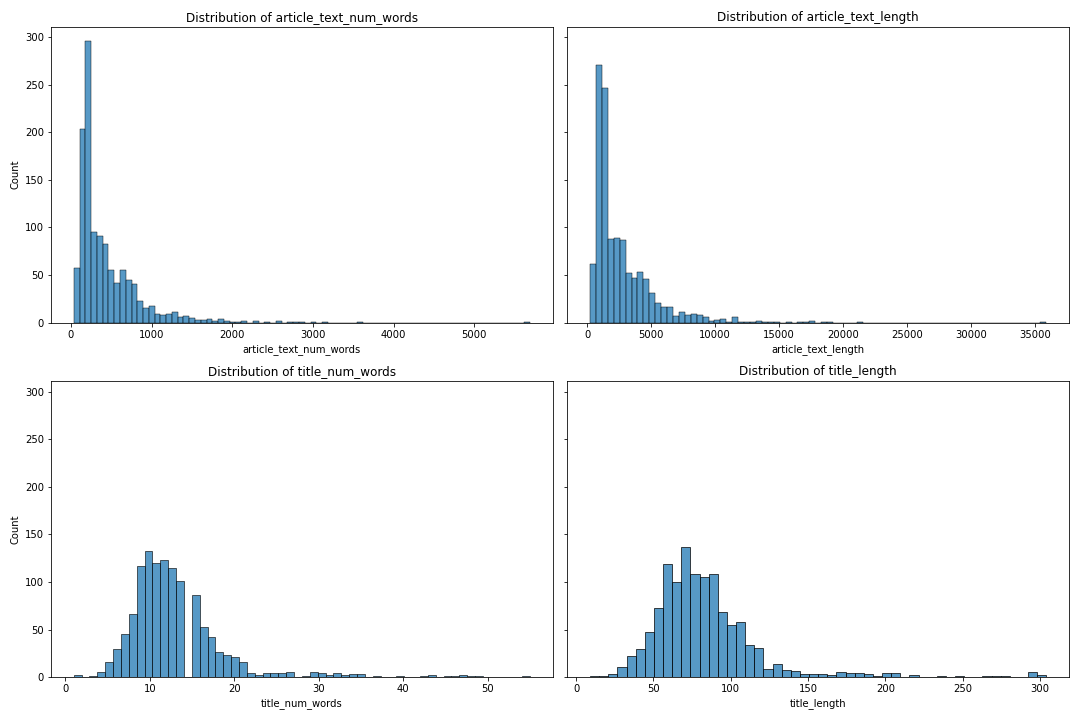 Distribution of article_text_num_words
Distribution of article_text_length
300
250
200
150
100
50
0
Count
0 1000 2000 3000 4000 5000
article_text_num_words
0 5000 10000 15000 20000 25000 30000 35000
article_text_length
Distribution of title_num_words
Distribution of title_length
300
250
200
150
100
50
0
Count
0 10 20 30 40 50
title_num_words
0 50 100 150 200 250 300
title_length